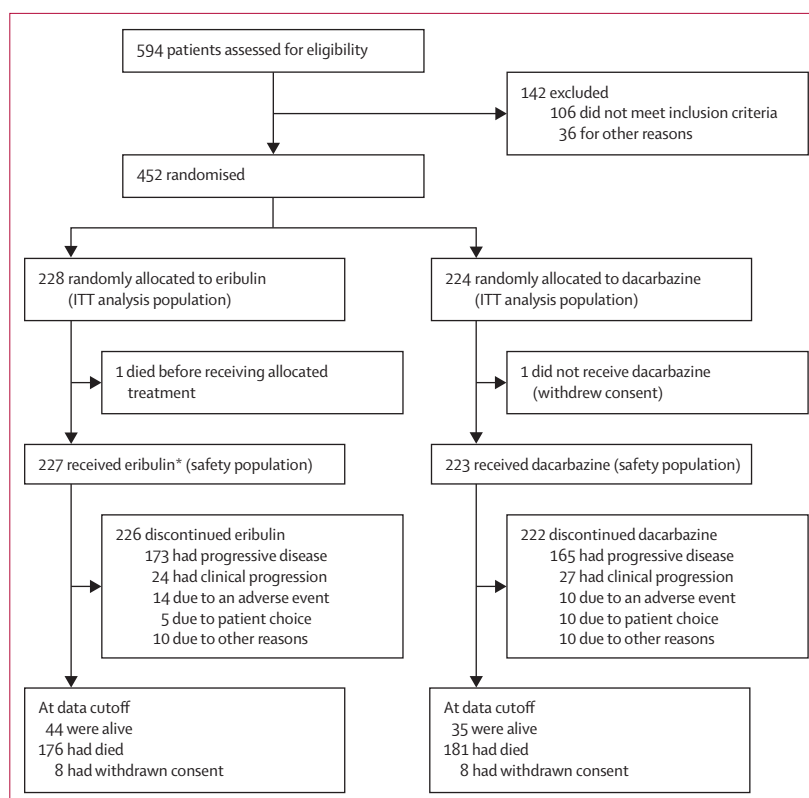 594 patients assessed for eligibility
142 excluded
106 did not meet inclusion criteria
36 for other reasons
452 randomised
228 randomly allocated to eribulin
(ITT analysis population)
224 randomly allocated to dacarbazine
(ITT analysis population)
1 died before receiving allocated
treatment
1 did not receive dacarbazine
(withdrew consent)
227 received eribulin* (safety population)
223 received dacarbazine (safety population)
226 discontinued eribulin
173 had progressive disease
24 had clinical progression
14 due to an adverse event
5 due to patient choice
10 due to other reasons
222 discontinued dacarbazine
165 had progressive disease
27 had clinical progression
10 due to an adverse event
10 due to patient choice
10 due to other reasons
At data cutoff
44 were alive
176 had died
8 had withdrawn consent
At data cutoff
35 were alive
181 had died
8 had withdrawn consent